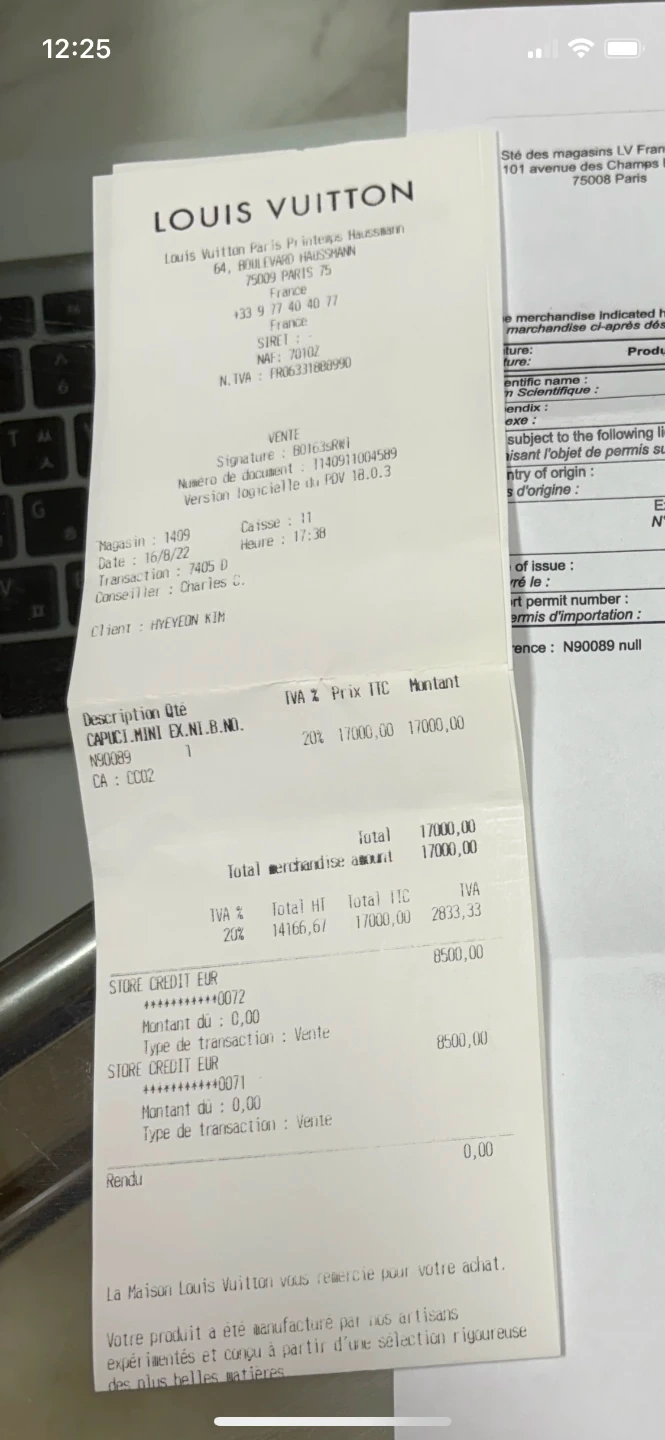 12:25
LOUIS VUITTON
Louis Vuitton Paris Printemps Haussmann
64, BOULEVARD HAUSSMANN
75009 PARIS 75
France
+33 9 77 40 40 77
France
SIRET : -
NAF: 7010Z
N.TVA : FR06331880990
VENTE
Signature : B0163sRWi
Numéro de document : 1140911004589
Version logicielle du PDV 18.0.3
Magasin : 1409 Caisse : 11
Date : 16/8/22 Heure : 17:38
Transaction : 7405 D
Conseiller : Charles C.
Client : HYEYEON KIM
Description Qté TVA % Prix TTC Montant
CAPUCI.MINI EX.NI.B.NO.
N90089 1 20% 17000,00 17000,00
CA : CC02
Total 17000,00
Total merchandise amount 17000,00
TVA % Total HT Total TTC TVA
20% 14166,67 17000,00 2833,33
STORE CREDIT EUR 8500,00
***********0072
Montant dû : 0,00
Type de transaction : Vente
STORE CREDIT EUR 8500,00
***********0071
Montant dû : 0,00
Type de transaction : Vente
Rendu 0,00
La Maison Louis Vuitton vous remercie pour votre achat.
Votre produit a été manufacturé par nos artisans
expérimentés et conçu à partir d'une sélection rigoureuse
des plus belles matières
Sté des magasins LV Fran
101 avenue des Champs
75008 Paris
e merchandise indicated h
marchandise ci-après dés
ture: Produ
ture:
entific name :
n Scientifique :
endix :
exe :
subject to the following li
isant l'objet de permis su
ntry of origin :
s d'origine :
E
N°
of issue :
ré le :
rt permit number :
ermis d'importation :
ence : N90089 null